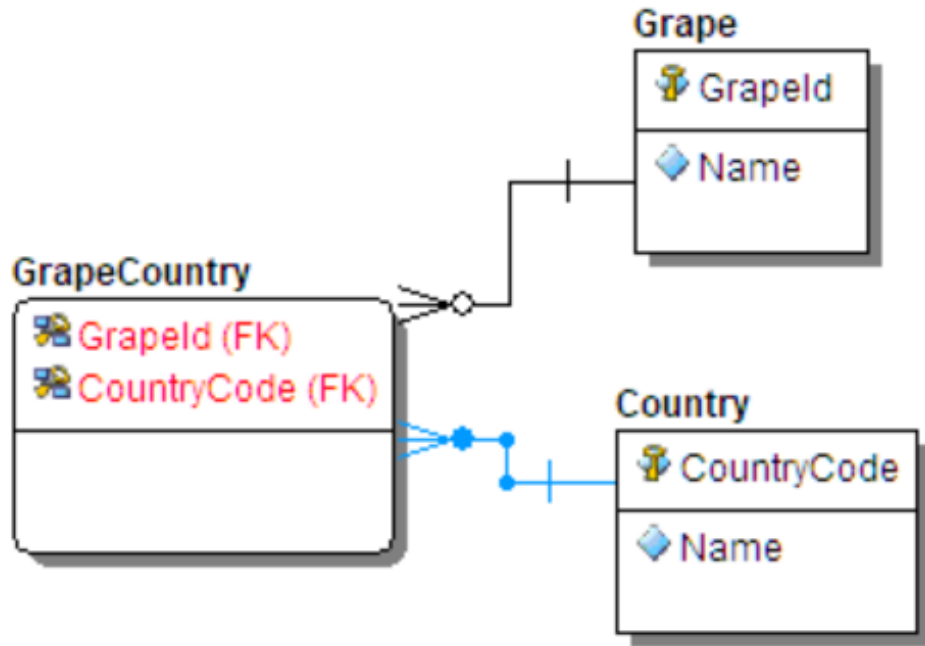 Grape
GrapeId
Name
GrapeCountry
GrapeId (FK)
CountryCode (FK)
Country
CountryCode
Name